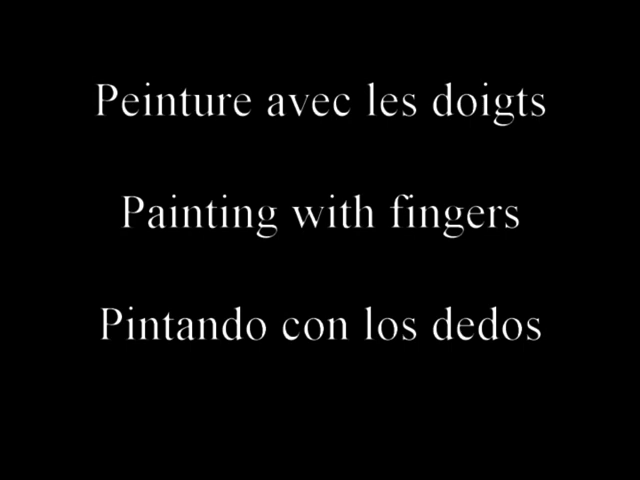 Peinture avec les doigts
Painting with fingers
Pintando con los dedos